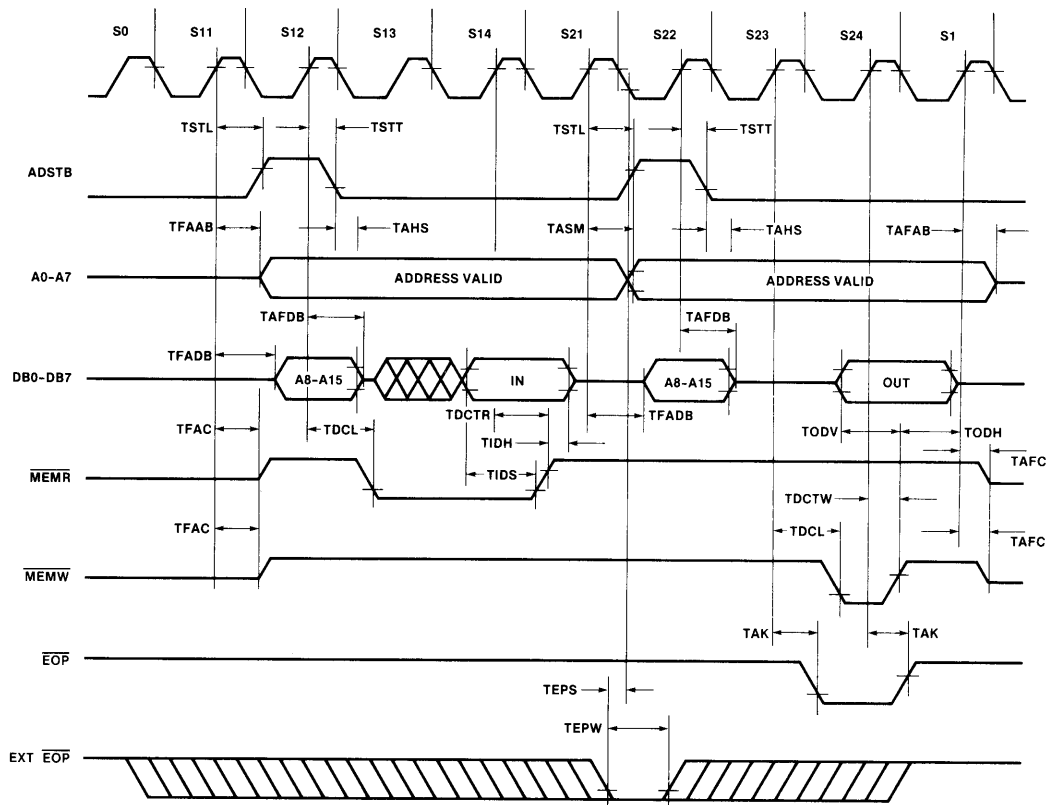 S0 S11 S12 S13 S14 S21 S22 S23 S24 S1
TSTL TSTT TSTL TSTT
ADSTB
TFAAB TAHS TASM TAHS TAFAB
A0-A7 ADDRESS VALID ADDRESS VALID
TAFDB TAFDB
TFADB
DB0-DB7 A8-A15 IN A8-A15 OUT
TDCTR TFADB
TFAC TDCL TIDH TODV TODH
MEMR TIDS TAFC
TDCTW
TFAC TDCL
TAFC
MEMW
TAK TAK
EOP
TEPS
TEPW
EXT EOP